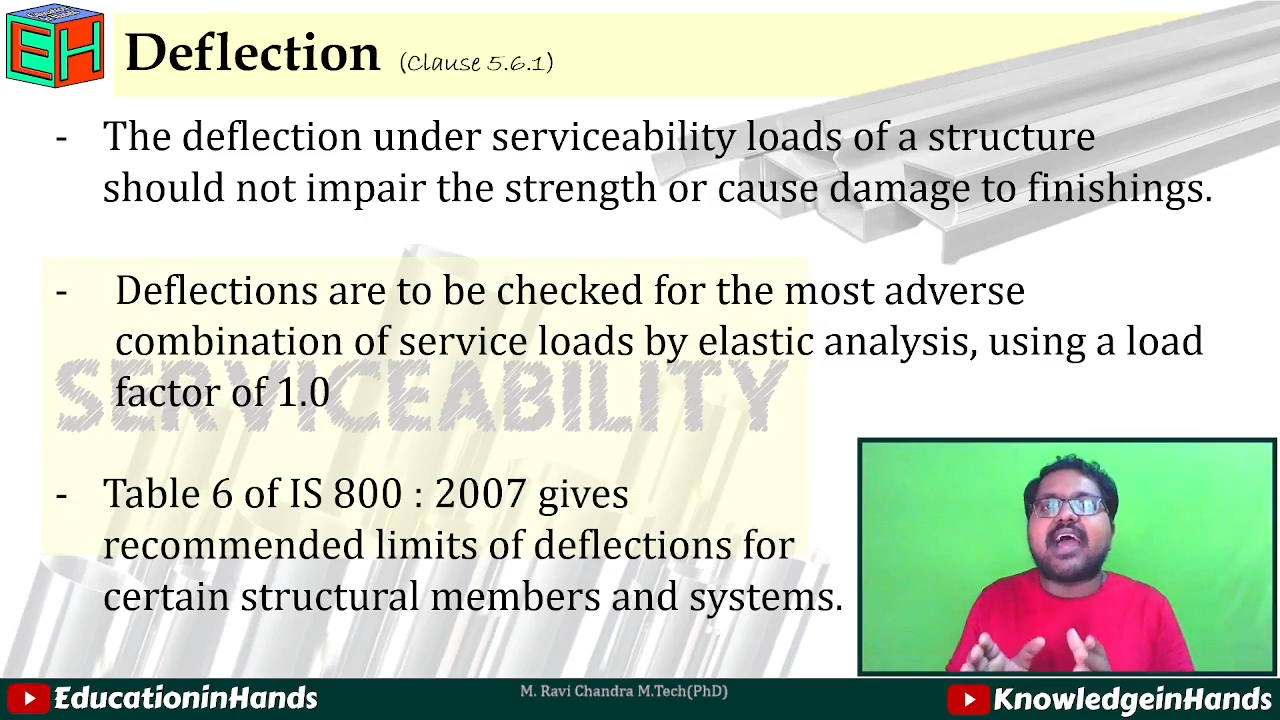 EH
Deflection (Clause 5.6.1)
- The deflection under serviceability loads of a structure
should not impair the strength or cause damage to finishings.
- Deflections are to be checked for the most adverse
combination of service loads by elastic analysis, using a load
factor of 1.0
SERVICEABILITY
- Table 6 of IS 800 : 2007 gives
recommended limits of deflections for
certain structural members and systems.
EducationinHands
M. Ravi Chandra M.Tech(PhD)
KnowledgeinHands